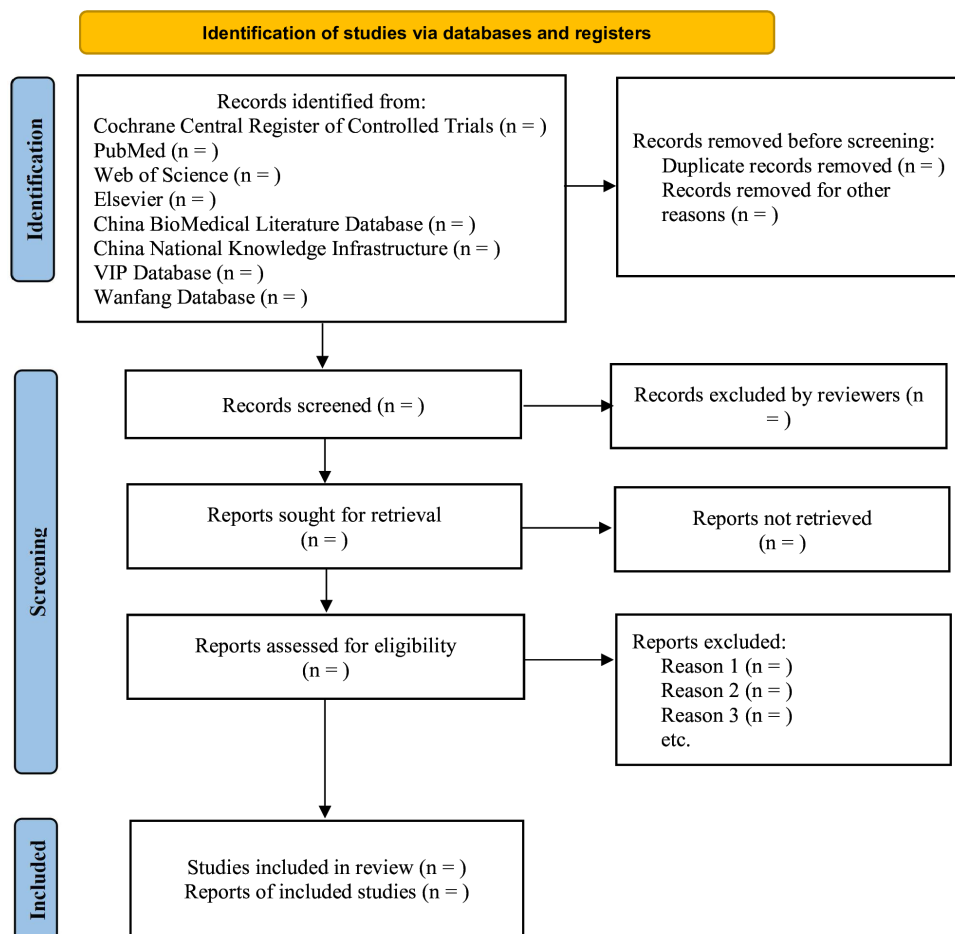 Identification of studies via databases and registers
Identification
Records identified from:
Cochrane Central Register of Controlled Trials (n = )
PubMed (n = )
Web of Science (n = )
Elsevier (n = )
China BioMedical Literature Database (n = )
China National Knowledge Infrastructure (n = )
VIP Database (n = )
Wanfang Database (n = )
Records removed before screening:
Duplicate records removed (n = )
Records removed for other
reasons (n = )
Screening
Records screened (n = )
Records excluded by reviewers (n
= )
Reports sought for retrieval
(n = )
Reports not retrieved
(n = )
Reports assessed for eligibility
(n = )
Reports excluded:
Reason 1 (n = )
Reason 2 (n = )
Reason 3 (n = )
etc.
Included
Studies included in review (n = )
Reports of included studies (n = )